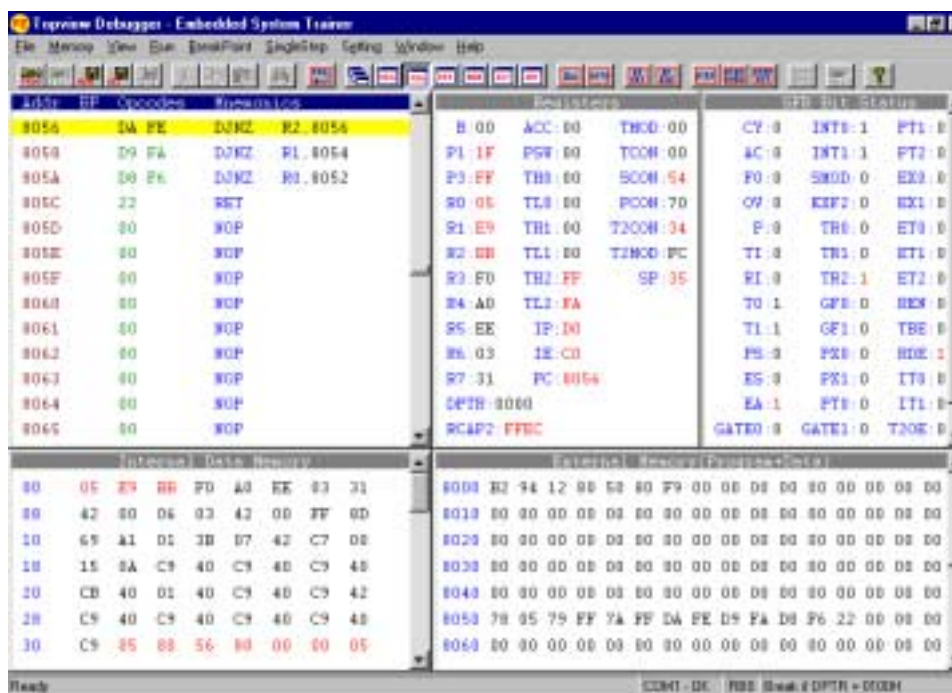 Topview Debugger - Embedded System Trainer
File Memory View Run BreakPoint SingleStep Setting Window Help
Addr BP Opcodes Mnemonics
8056 DA FE DJNZ R2,8056
8058 D9 FA DJNZ R1,8054
805A D8 F6 DJNZ R0,8052
805C 22 RET
805D 00 NOP
805E 00 NOP
805F 00 NOP
8060 00 NOP
8061 00 NOP
8062 00 NOP
8063 00 NOP
8064 00 NOP
8065 00 NOP
Registers
B:00 ACC:00 TMOD:00
P1:1F PSW:00 TCON:00
P3:FF TH0:00 SCON:54
R0:05 TL0:00 PCON:70
R1:E9 TH1:00 T2CON:34
R2:BB TL1:00 T2MOD:FC
R3:F0 TH2:FF SP:35
R4:A0 TL2:FA
R5:EE IP:D0
R6:03 IE:C0
R7:31 PC:8056
DPTR:0000
RCAP2:FFEC
SFR Bit Status
CY:0 INT0:1 PT1:0
AC:0 INT1:1 PT2:0
F0:0 SMOD:0 EX0:0
OV:0 EXF2:0 EX1:0
P:0 TR0:0 ET0:0
TI:0 TR1:0 ET1:0
RI:0 TR2:1 ET2:0
T0:1 GF0:0 REN:
T1:1 GF1:0 TBE:0
PS:0 PX0:0 RDE:1
ES:0 PX1:0 IT0:0
EA:1 PT0:0 IT1:0
GATE0:0 GATE1:0 T2OE:0
Internal Data Memory
00 05 E9 BB F0 A0 EE 03 31
08 42 00 06 03 42 00 FF 0D
10 69 A1 01 3B 07 42 C7 00
18 15 0A C9 40 C9 40 C9 40
20 CB 40 01 40 C9 40 C9 42
28 C9 40 C9 40 C9 40 C9 40
30 C9 85 88 56 80 00 00 05
External Memory(Program+Data)
8000 B2 94 12 80 50 80 F9 00 00 00 00 00 00 00 00 00
8010 00 00 00 00 00 00 00 00 00 00 00 00 00 00 00 00
8020 00 00 00 00 00 00 00 00 00 00 00 00 00 00 00 00
8030 00 00 00 00 00 00 00 00 00 00 00 00 00 00 00 00
8040 00 00 00 00 00 00 00 00 00 00 00 00 00 00 00 00
8050 78 05 79 FF 7A FF DA FE D9 FA D8 F6 22 00 00 00
8060 00 00 00 00 00 00 00 00 00 00 00 00 00 00 00 00
Ready COM1 - OK Break if DPTR = 0100H